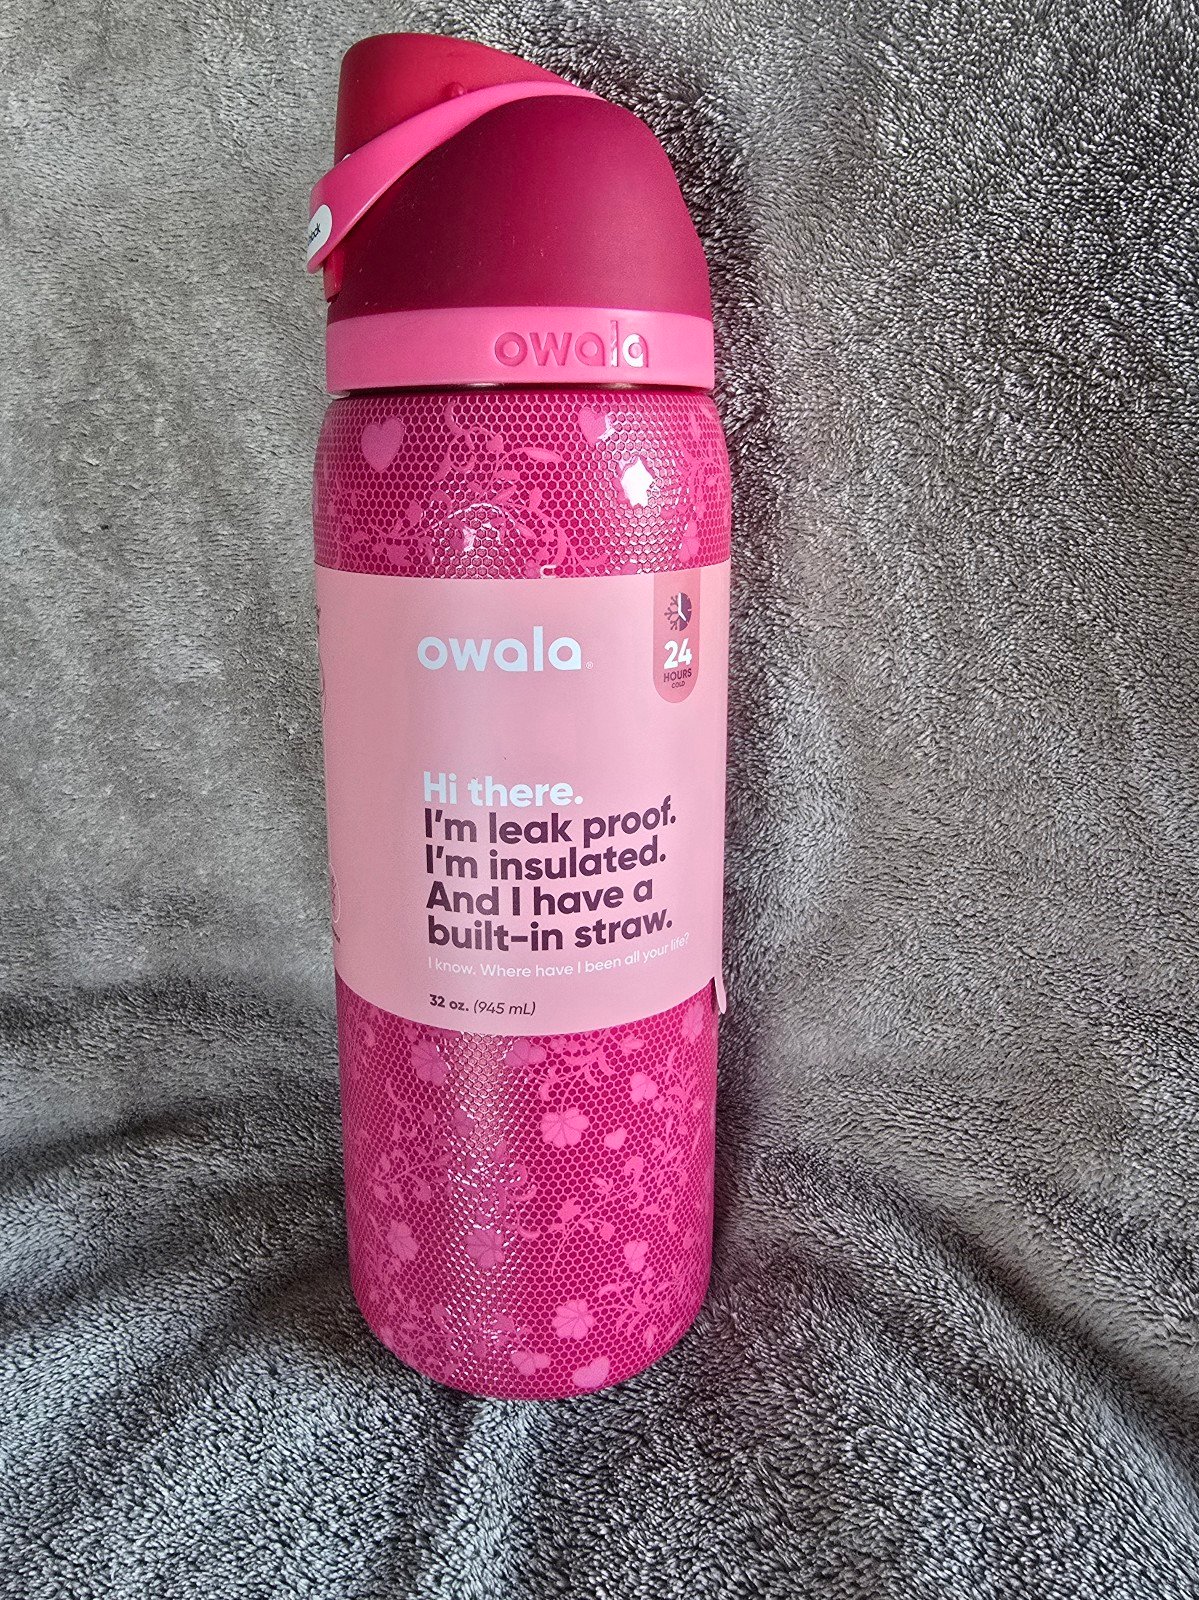 owala
owala®
24
HOURS
COLD
Hi there.
I'm leak proof.
I'm insulated.
And I have a
built-in straw.
I know. Where have I been all your life?
32 oz. (945 mL)